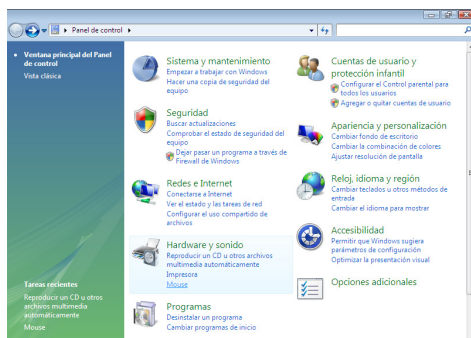 Panel de control
Ventana principal del Panel
de control
Vista clásica
Tareas recientes
Reproducir un CD u otros
archivos multimedia
automáticamente
Mouse
Sistema y mantenimiento
Empezar a trabajar con Windows
Hacer una copia de seguridad del
equipo
Seguridad
Buscar actualizaciones
Comprobar el estado de seguridad del
equipo
Dejar pasar un programa a través de
Firewall de Windows
Redes e Internet
Conectarse a Internet
Ver el estado y las tareas de red
Configurar el uso compartido de
archivos
Hardware y sonido
Reproducir un CD u otros archivos
multimedia automáticamente
Impresora
Mouse
Programas
Desinstalar un programa
Cambiar programas de inicio
Cuentas de usuario y
protección infantil
Configurar el Control parental para
todos los usuarios
Agregar o quitar cuentas de usuario
Apariencia y personalización
Cambiar fondo de escritorio
Cambiar la combinación de colores
Ajustar resolución de pantalla
Reloj, idioma y región
Cambiar teclados u otros métodos de
entrada
Cambiar el idioma para mostrar
Accesibilidad
Permitir que Windows sugiera
parámetros de configuración
Optimizar la presentación visual
Opciones adicionales